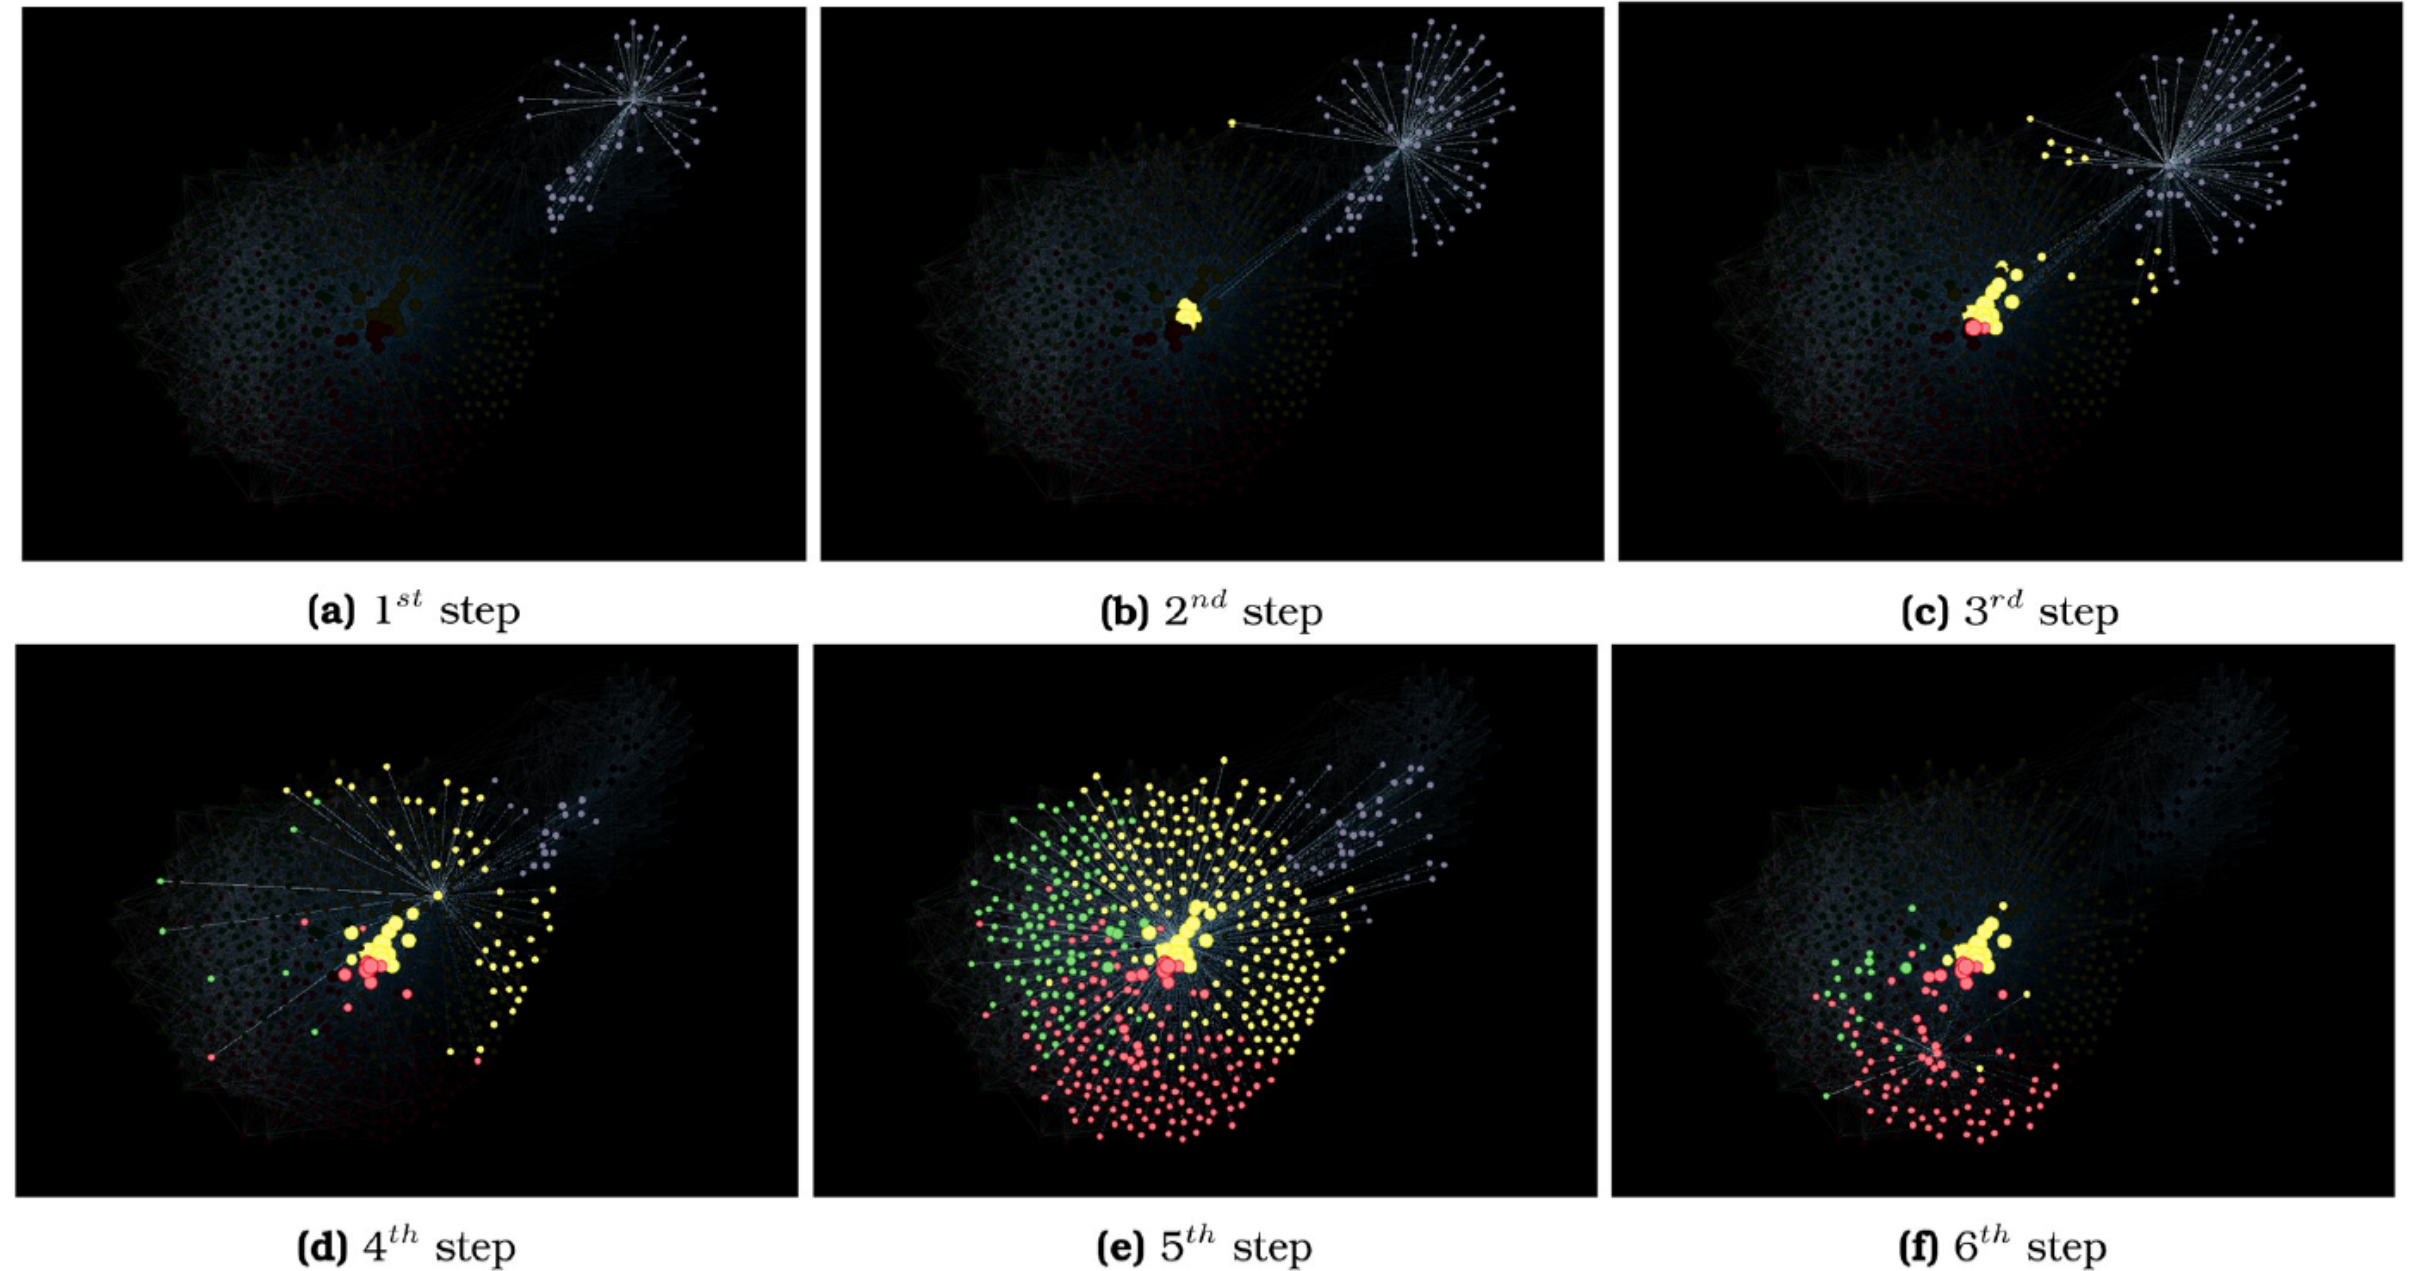 (a) 1st step
(b) 2nd step
(c) 3rd step
(d) 4th step
(e) 5th step
(f) 6th step